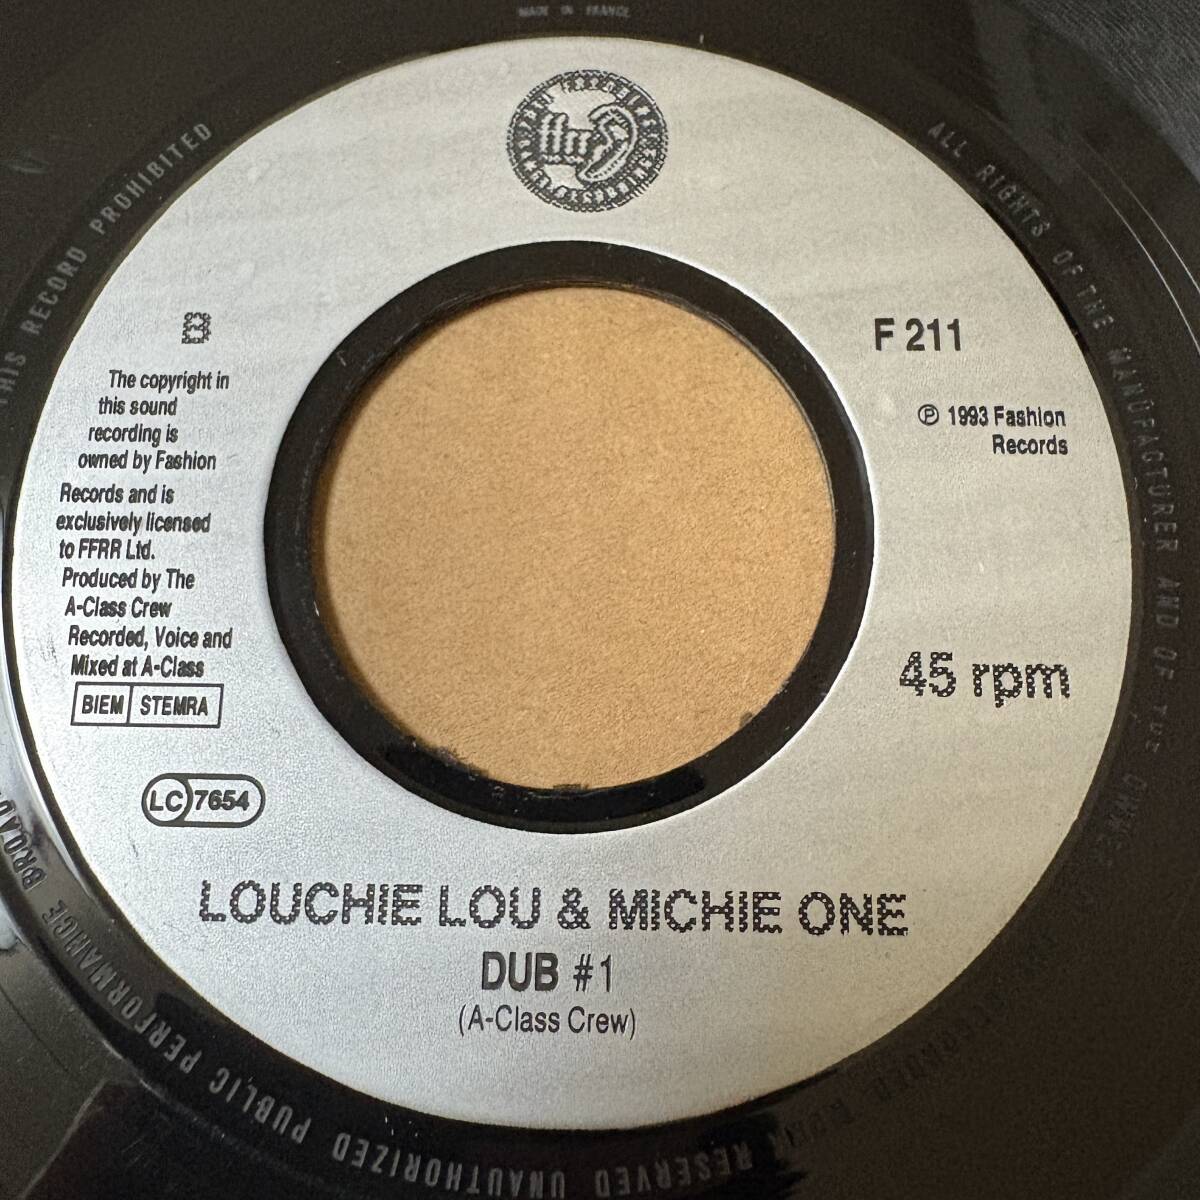 MADE IN FRANCE
ffrr
B
The copyright in
this sound
recording is
owned by Fashion
Records and is
exclusively licensed
to FFRR Ltd.
Produced by The
A-Class Crew
Recorded, Voice and
Mixed at A-Class
BIEM STEMRA
LC 7654
F 211
℗ 1993 Fashion
Records
45 rpm
LOUCHIE LOU & MICHIE ONE
DUB #1
(A-Class Crew)
ALL RIGHTS OF THE MANUFACTURER AND OF THE OWNER
RESERVED UNAUTHORIZED PUBLIC PERFORMANCE
THIS RECORD PROHIBITED